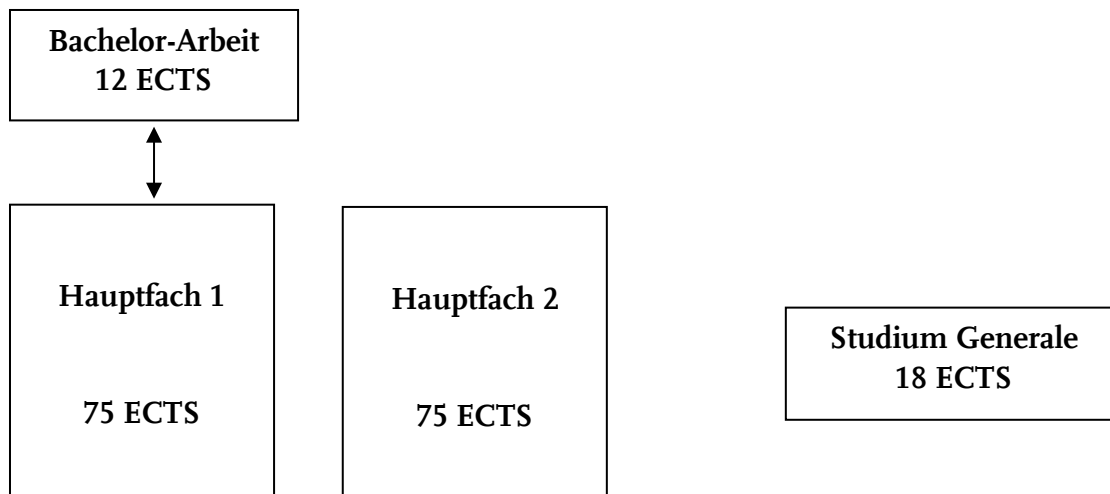 Bachelor-Arbeit
12 ECTS
Hauptfach 1
75 ECTS
Hauptfach 2
75 ECTS
Studium Generale
18 ECTS